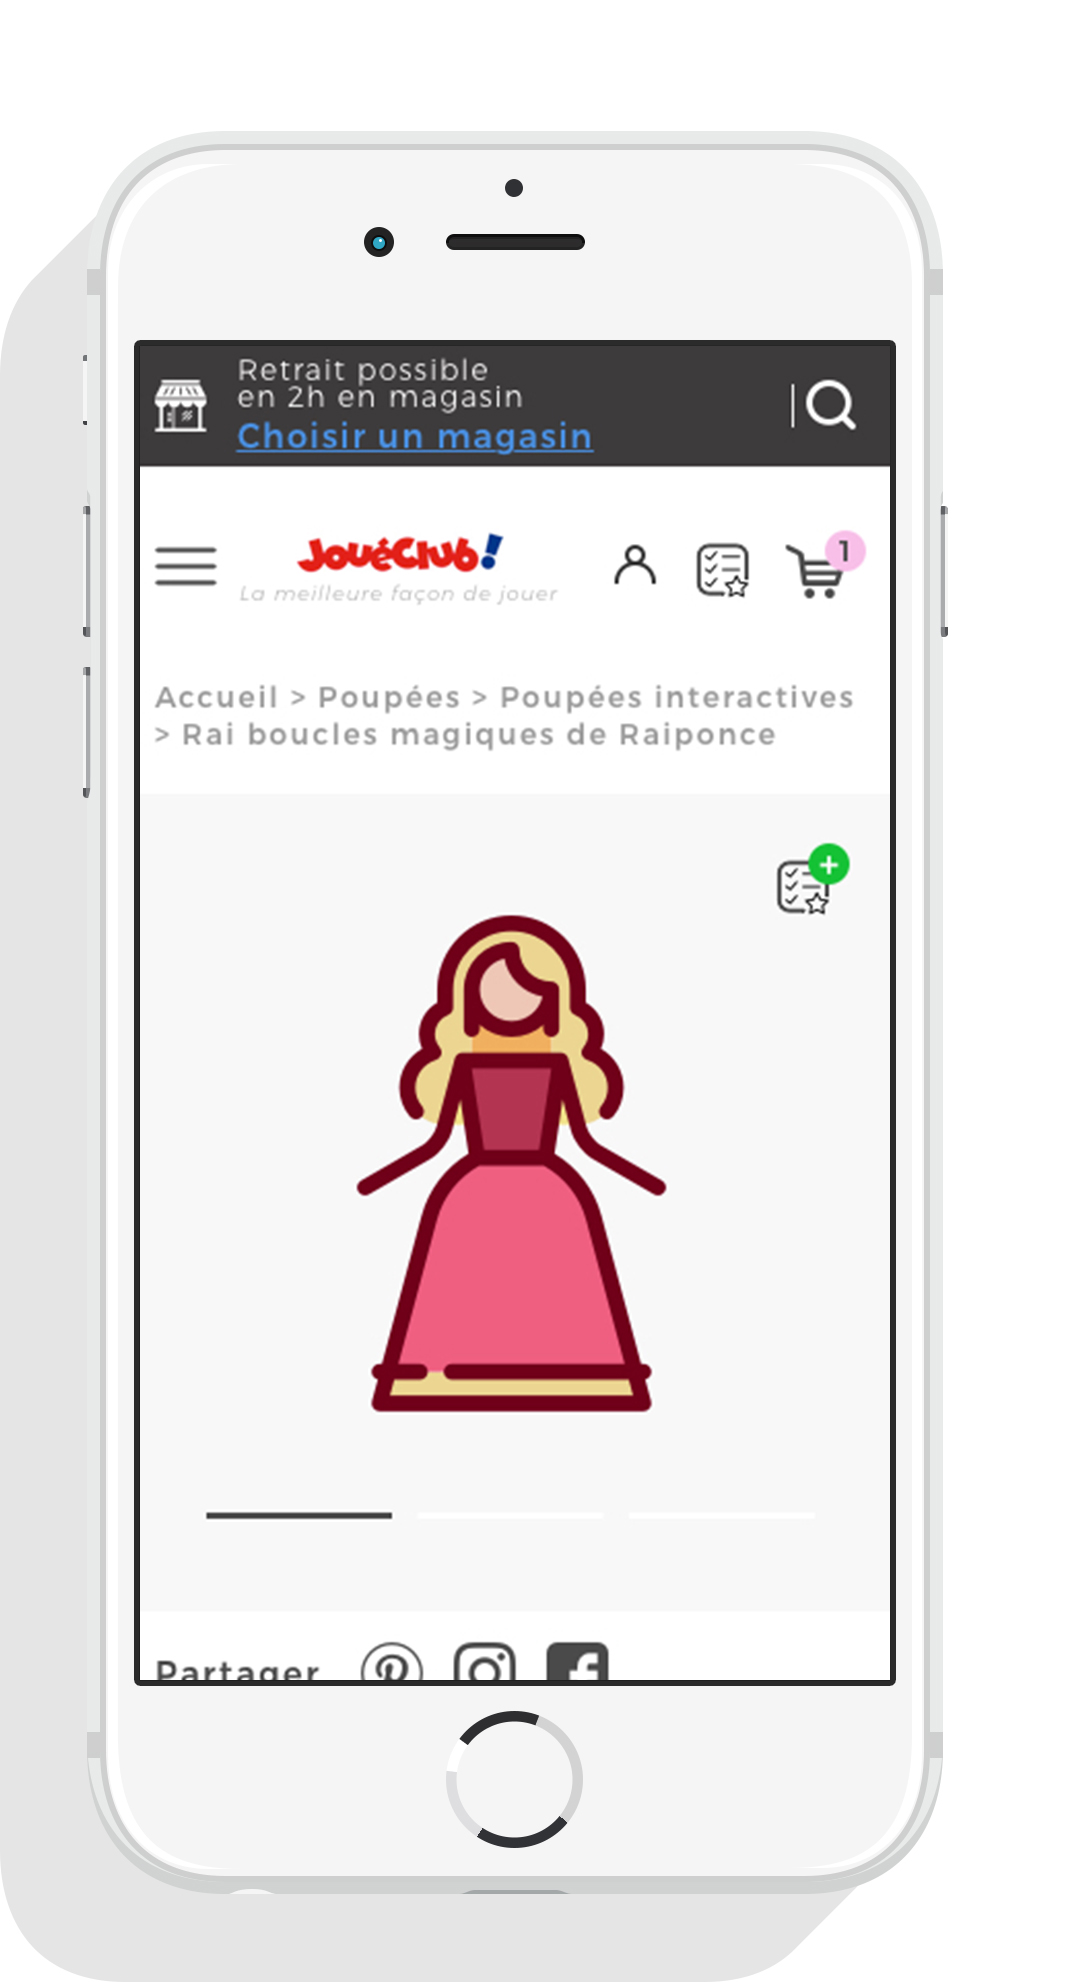 Retrait possible
en 2h en magasin
Choisir un magasin
JouéClub!
La meilleure façon de jouer
1
Accueil > Poupées > Poupées interactives
> Rai boucles magiques de Raiponce
Partager